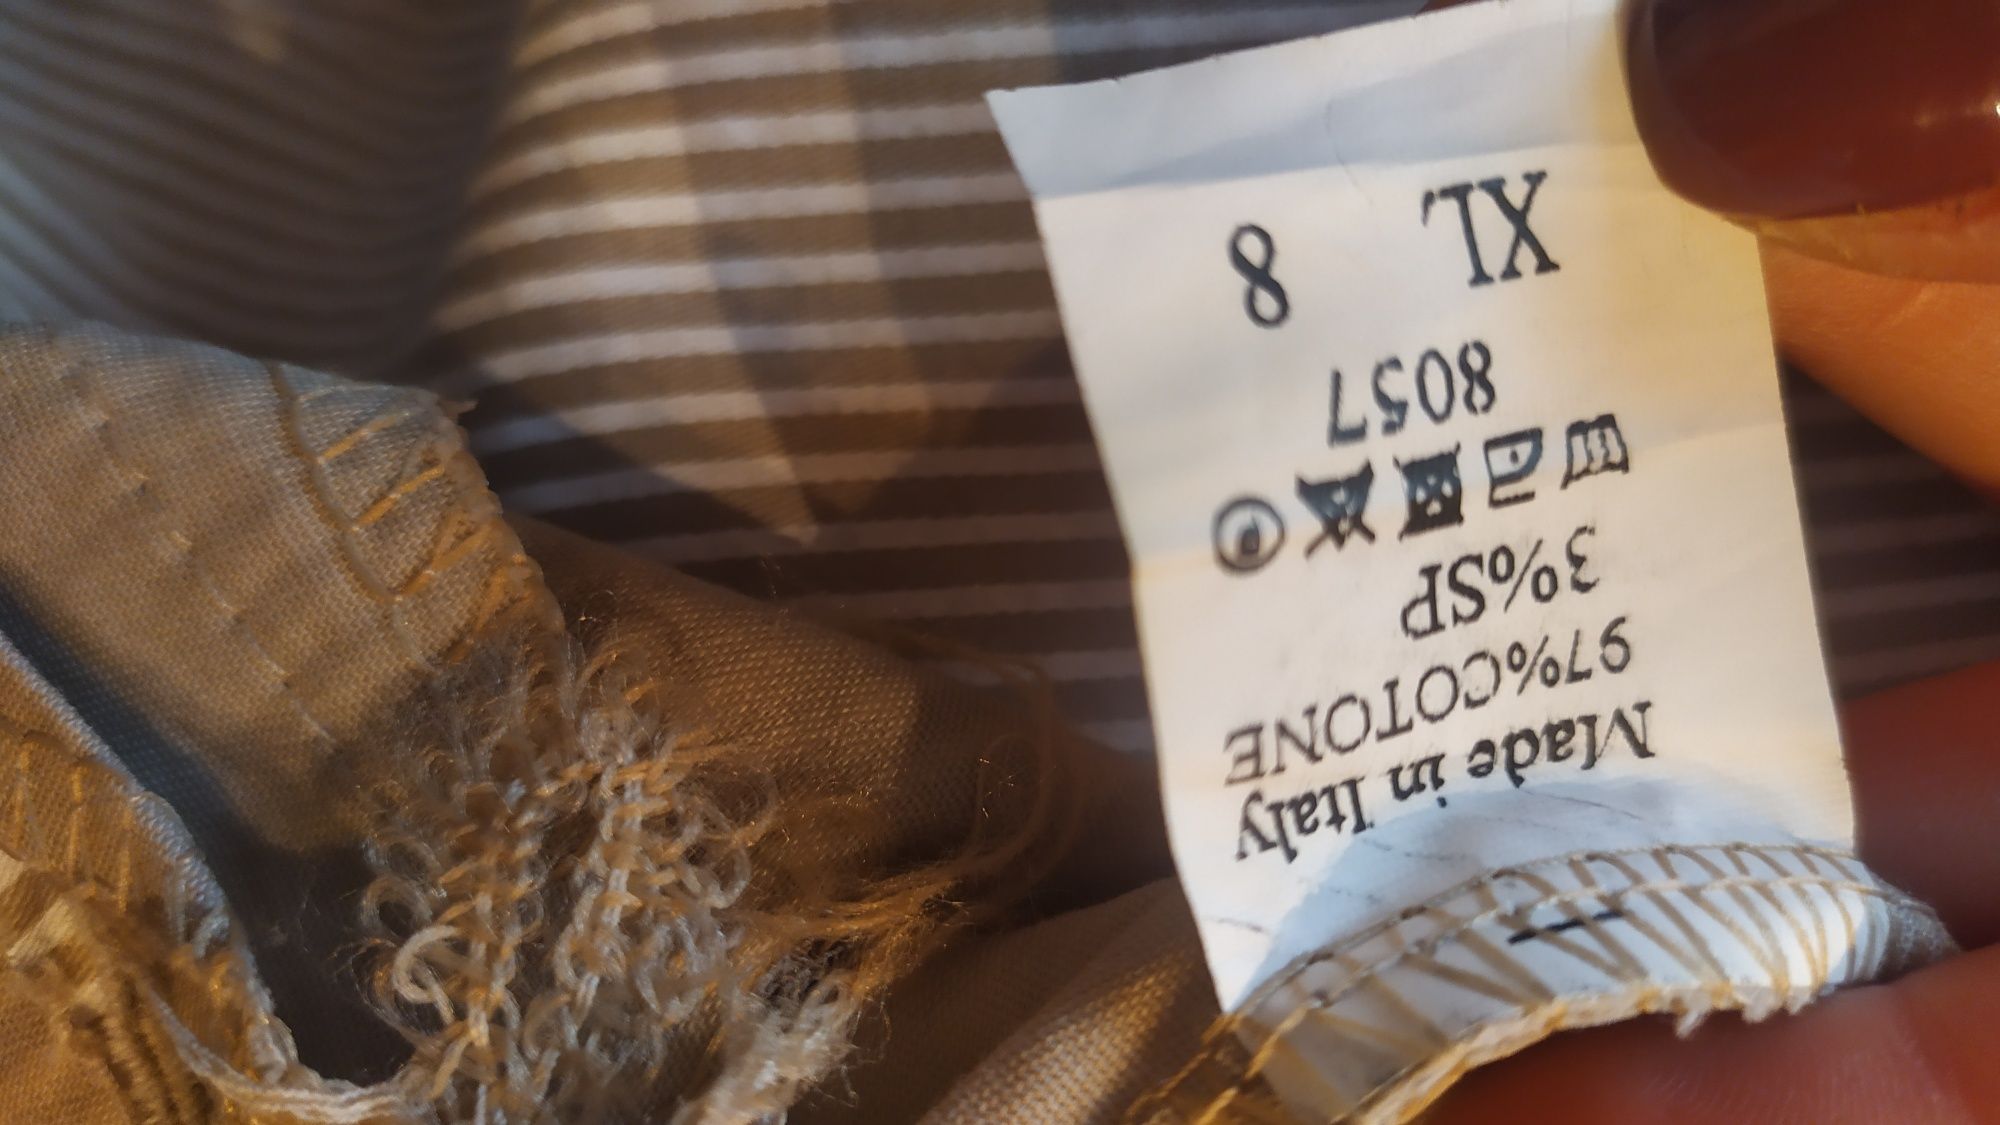 Made in Italy
97%COTONE
3%SP
8057
XL 8